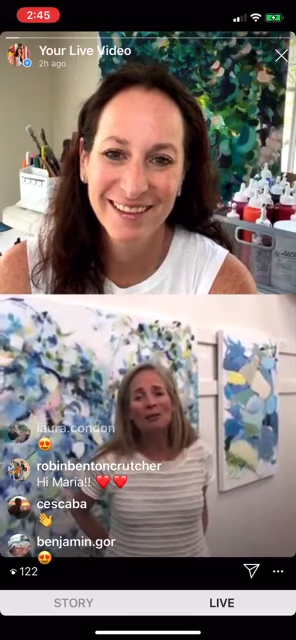 2:45
Your Live Video
2h ago
laura.condon
😍
robinbentoncrutcher
Hi Maria!! ❤️❤️
cescaba
👋
benjamin.gor
😍
122
STORY
LIVE